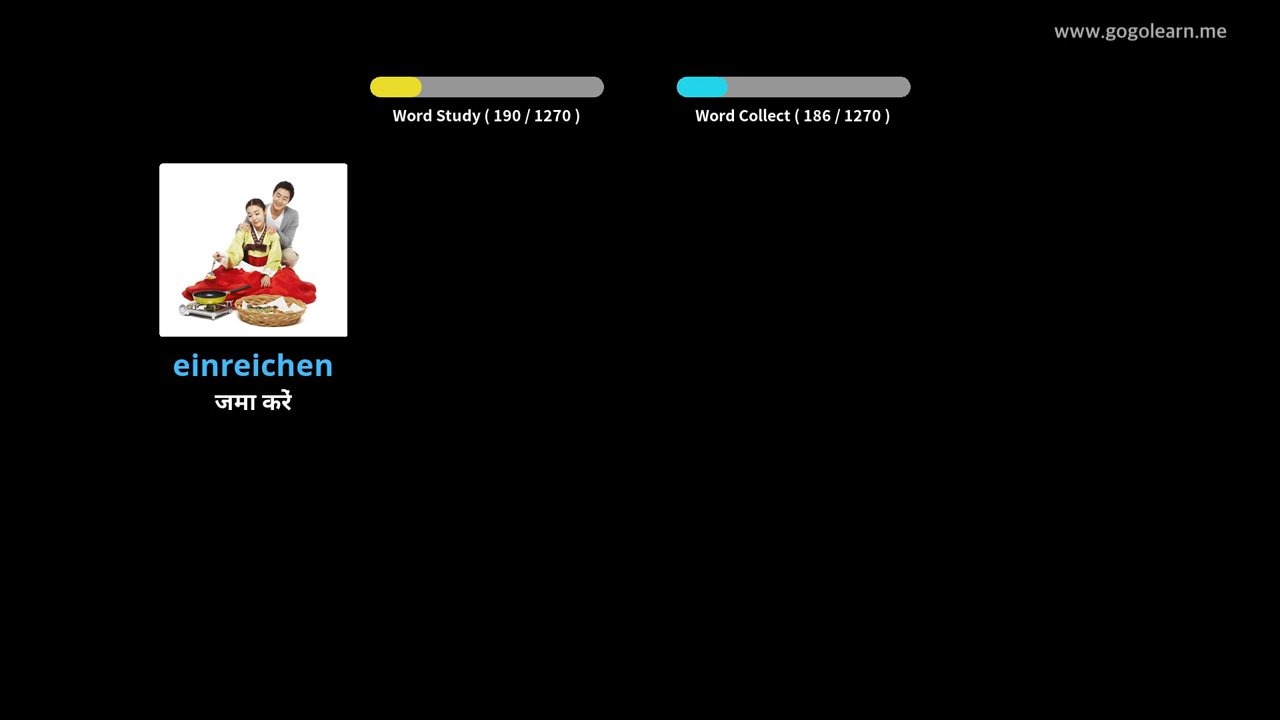 www.gogolearn.me
Word Study ( 190 / 1270 )
Word Collect ( 186 / 1270 )
einreichen
जमा करें